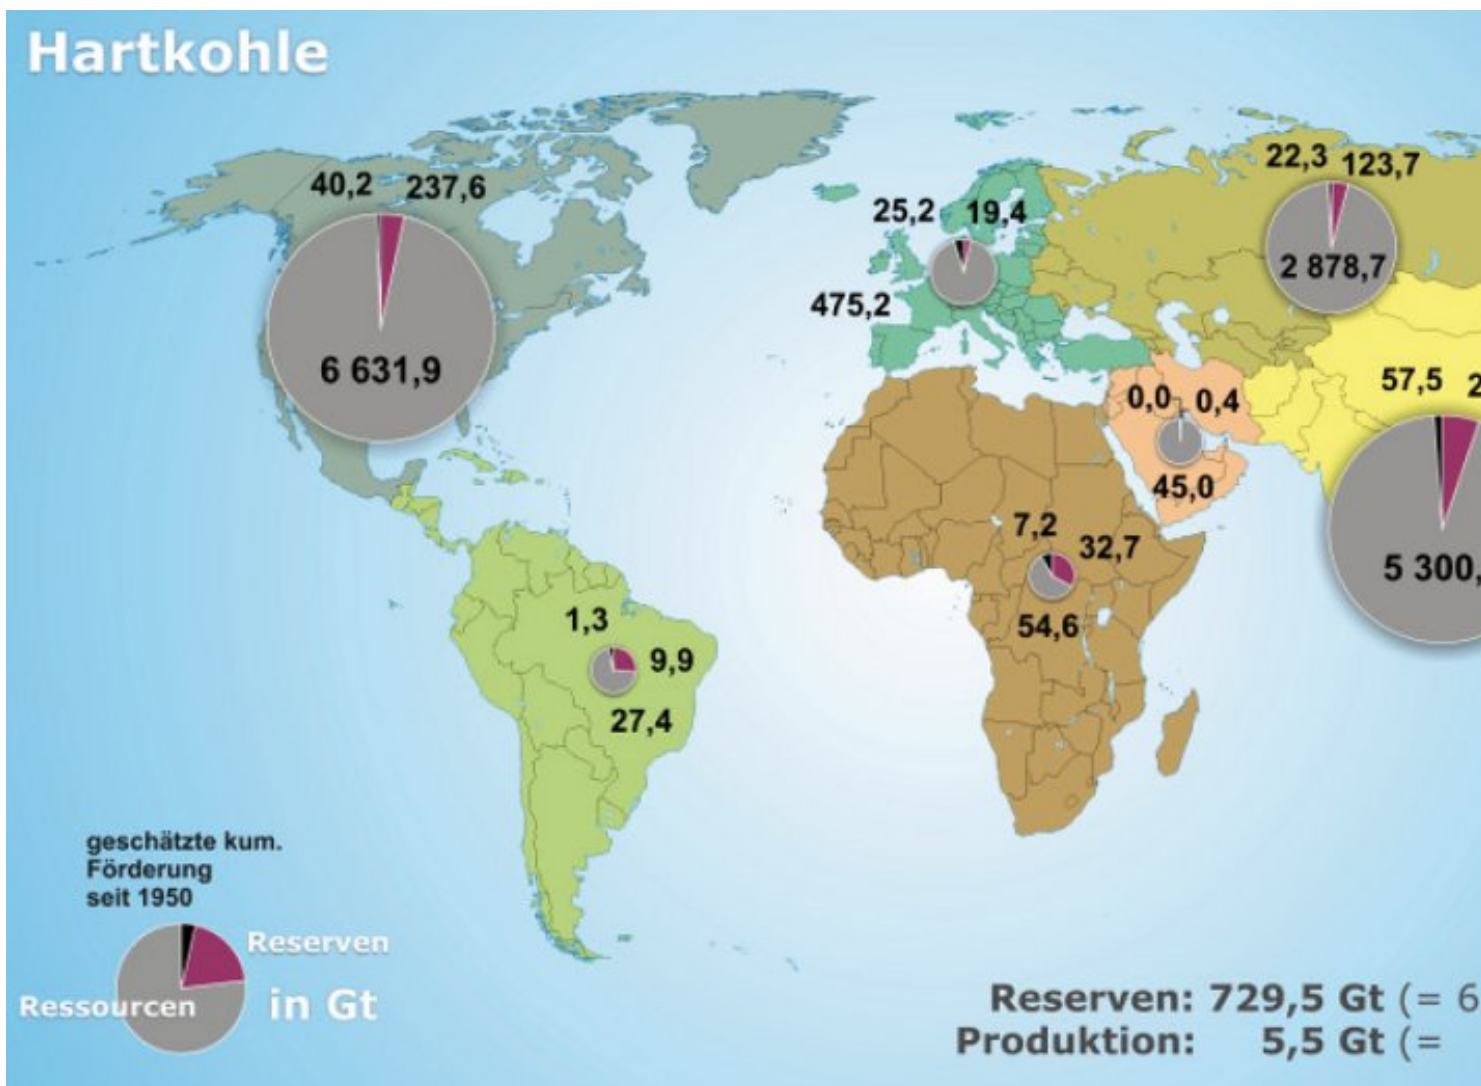 Hartkohle
40,2 237,6
6 631,9
25,2 19,4
475,2
22,3 123,7
2 878,7
57,5 2
5 300,
0,0 0,4
45,0
7,2
32,7
54,6
1,3
9,9
27,4
geschätzte kum.
Förderung
seit 1950
Reserven
Ressourcen
in Gt
Reserven: 729,5 Gt (= 6
Produktion: 5,5 Gt (=